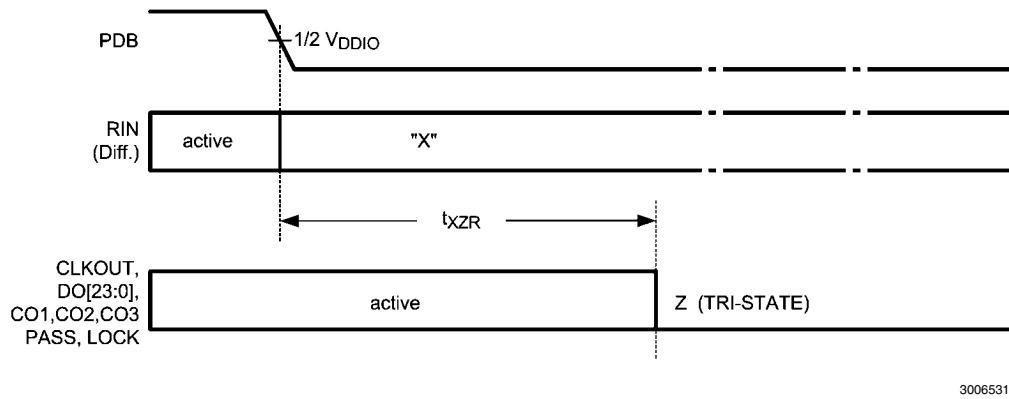 PDB
1/2 VDDIO
RIN
(Diff.)
active
"X"
tXZR
CLKOUT,
DO[23:0],
CO1,CO2,CO3
PASS, LOCK
active
Z (TRI-STATE)
3006531